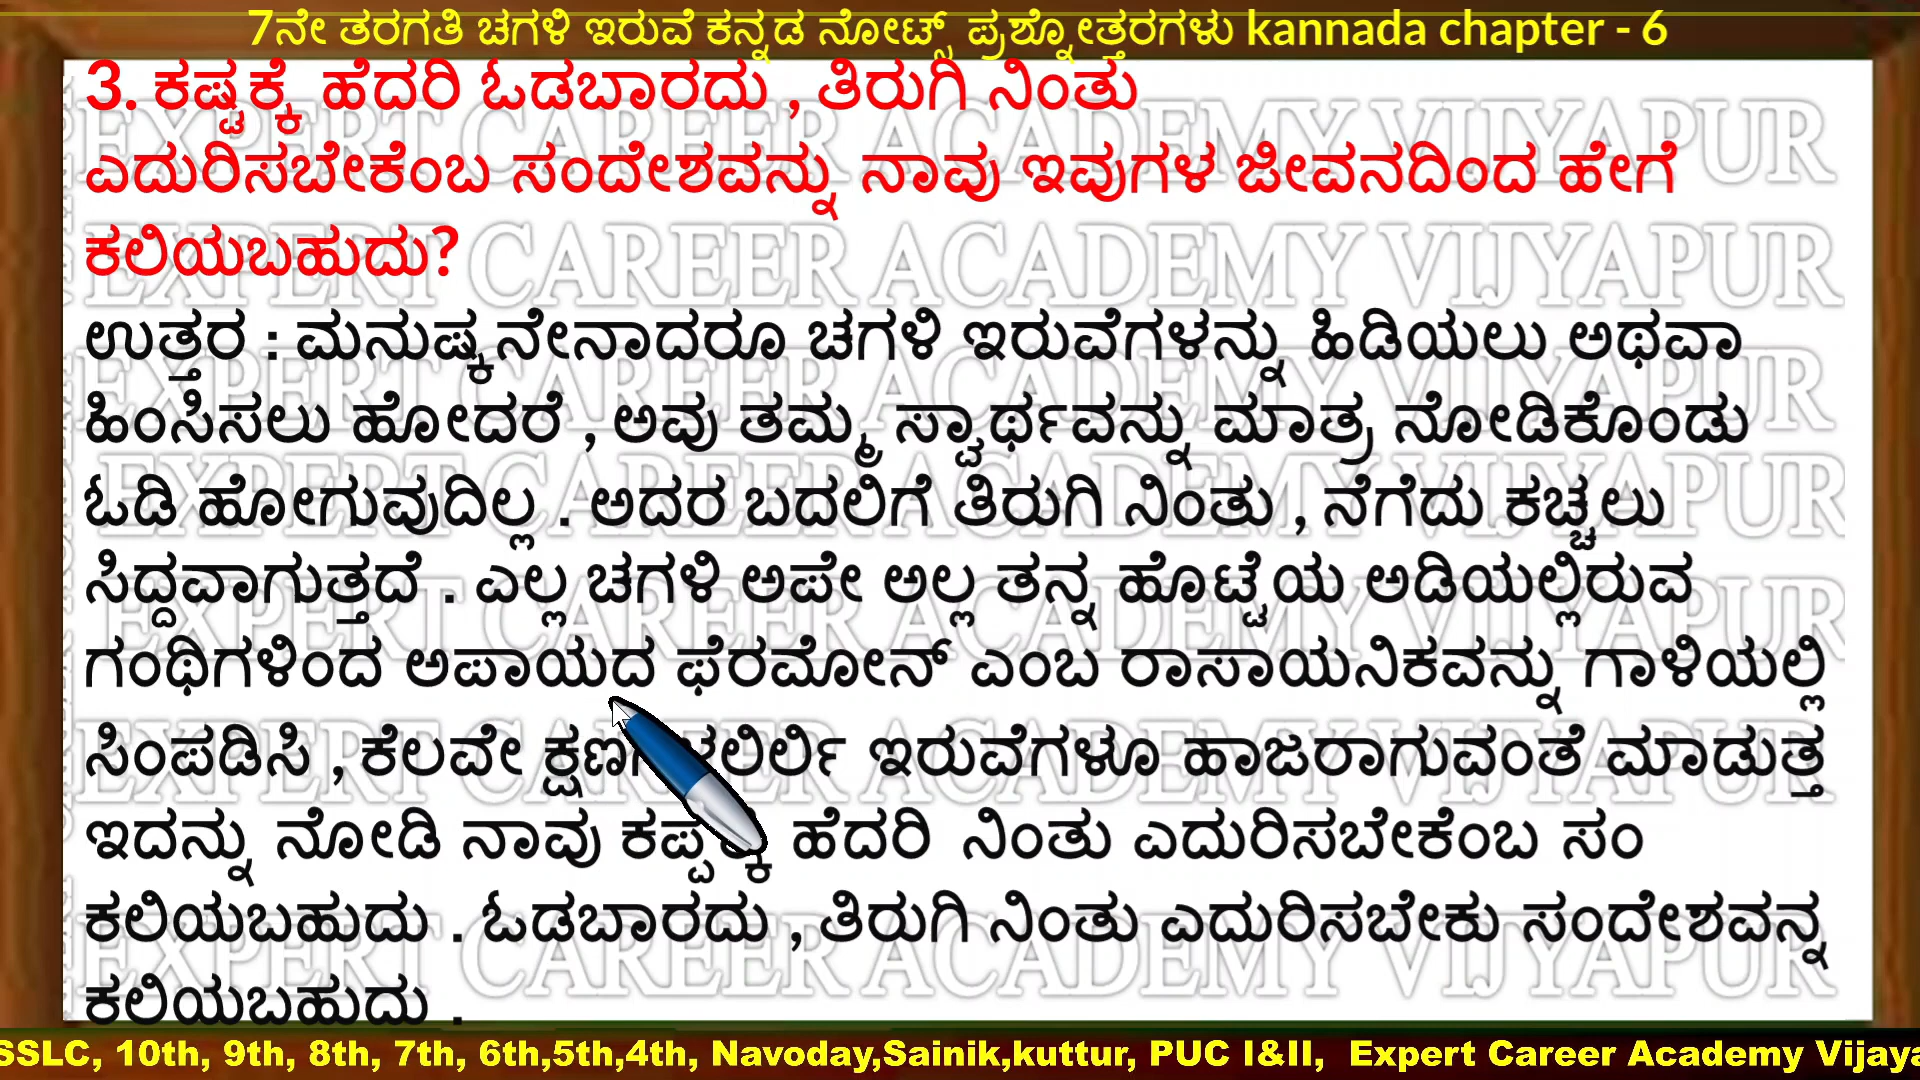 7ನೇ ತರಗತಿ ಚಗಳಿ ಇರುವೆ ಕನ್ನಡ ನೋಟ್ಸ್ ಪ್ರಶ್ನೋತ್ತರಗಳು kannada chapter - 6
3. ಕಷ್ಟಕ್ಕೆ ಹೆದರಿ ಓಡಬಾರದು , ತಿರುಗಿ ನಿಂತು
ಎದುರಿಸಬೇಕೆಂಬ ಸಂದೇಶವನ್ನು ನಾವು ಇವುಗಳ ಜೀವನದಿಂದ ಹೇಗೆ
ಕಲಿಯಬಹುದು?
ಉತ್ತರ : ಮನುಷ್ಕನೇನಾದರೂ ಚಗಳಿ ಇರುವೆಗಳನ್ನು ಹಿಡಿಯಲು ಅಥವಾ
ಹಿಂಸಿಸಲು ಹೋದರೆ , ಅವು ತಮ್ಮ ಸ್ವಾರ್ಥವನ್ನು ಮಾತ್ರ ನೋಡಿಕೊಂಡು
ಓಡಿ ಹೋಗುವುದಿಲ್ಲ . ಅದರ ಬದಲಿಗೆ ತಿರುಗಿ ನಿಂತು , ನೆಗೆದು ಕಚ್ಚಲು
ಸಿದ್ದವಾಗುತ್ತದೆ . ಎಲ್ಲ ಚಗಳಿ ಅಪೇ ಅಲ್ಲ ತನ್ನ ಹೊಟ್ಟೆಯ ಅಡಿಯಲ್ಲಿರುವ
ಗಂಥಿಗಳಿಂದ ಅಪಾಯದ ಫೆರಮೋನ್ ಎಂಬ ರಾಸಾಯನಿಕವನ್ನು ಗಾಳಿಯಲ್ಲಿ
ಸಿಂಪಡಿಸಿ , ಕೆಲವೇ ಇರುವೆಗಳೂ ಹಾಜರಾಗುವಂತೆ ಮಾಡುತ್ತ
ಇದನ್ನು ನೋಡಿ ನಾವು ಹೆದರಿ ನಿಂತು ಎದುರಿಸಬೇಕೆಂಬ ಸಂ
ಕಲಿಯಬಹುದು . ಓಡಬಾರದು , ತಿರುಗಿ ನಿಂತು ಎದುರಿಸಬೇಕು ಸಂದೇಶವನ್ನ
ಕಲಿಯಬಹುದು .
SSLC, 10th, 9th, 8th, 7th, 6th,5th,4th, Navoday,Sainik,kuttur, PUC I&II, Expert Career Academy Vijaya